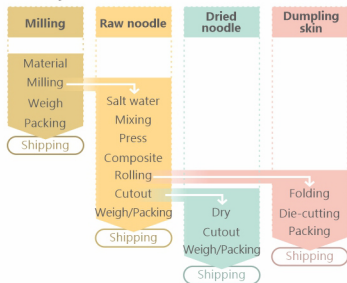 Milling
Raw noodle
Dried
noodle
Dumpling
skin
Material
Milling
Weigh
Packing
Shipping
Salt water
Mixing
Press
Composite
Rolling
Cutout
Weigh/Packing
Shipping
Dry
Cutout
Weigh/Packing
Shipping
Folding
Die-cutting
Packing
Shipping